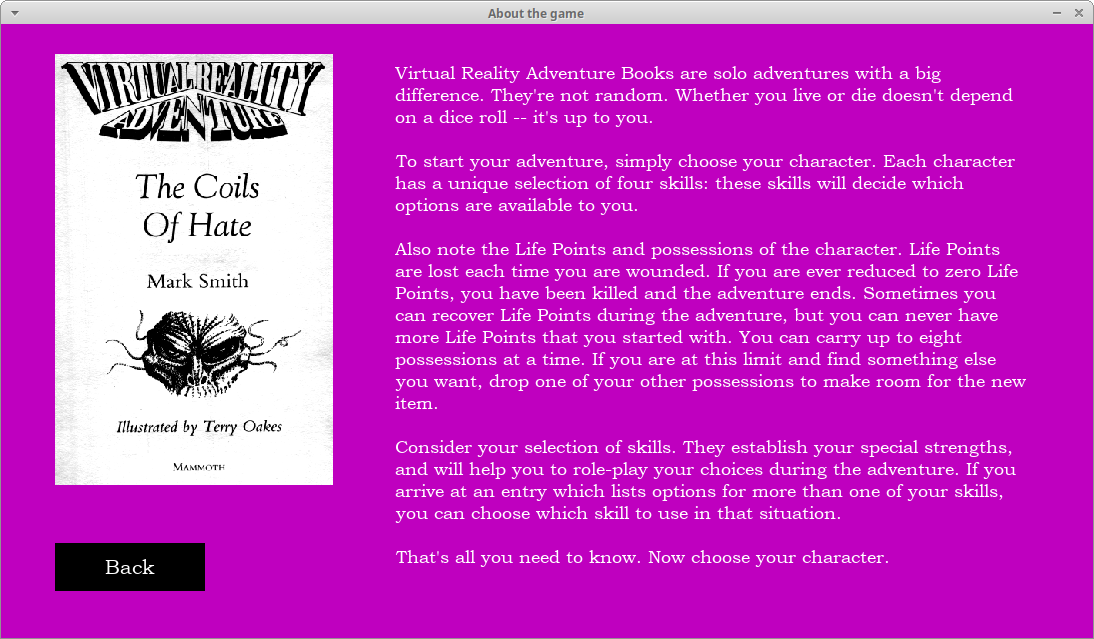 About the game
VIRTUAL REALITY
ADVENTURE
The Coils
Of Hate
Mark Smith
Illustrated by Terry Oakes
MAMMOTH
Back
Virtual Reality Adventure Books are solo adventures with a big
difference. They're not random. Whether you live or die doesn't depend
on a dice roll -- it's up to you.
To start your adventure, simply choose your character. Each character
has a unique selection of four skills: these skills will decide which
options are available to you.
Also note the Life Points and possessions of the character. Life Points
are lost each time you are wounded. If you are ever reduced to zero Life
Points, you have been killed and the adventure ends. Sometimes you
can recover Life Points during the adventure, but you can never have
more Life Points that you started with. You can carry up to eight
possessions at a time. If you are at this limit and find something else
you want, drop one of your other possessions to make room for the new
item.
Consider your selection of skills. They establish your special strengths,
and will help you to role-play your choices during the adventure. If you
arrive at an entry which lists options for more than one of your skills,
you can choose which skill to use in that situation.
That's all you need to know. Now choose your character.